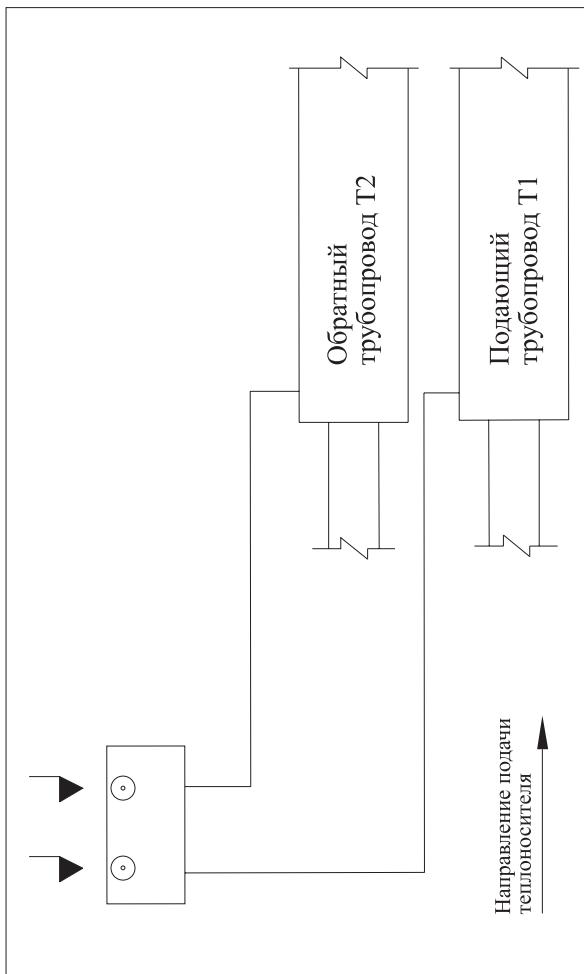 Обратный
трубопровод Т2
Подающий
трубопровод Т1
Направление подачи
теплоносителя